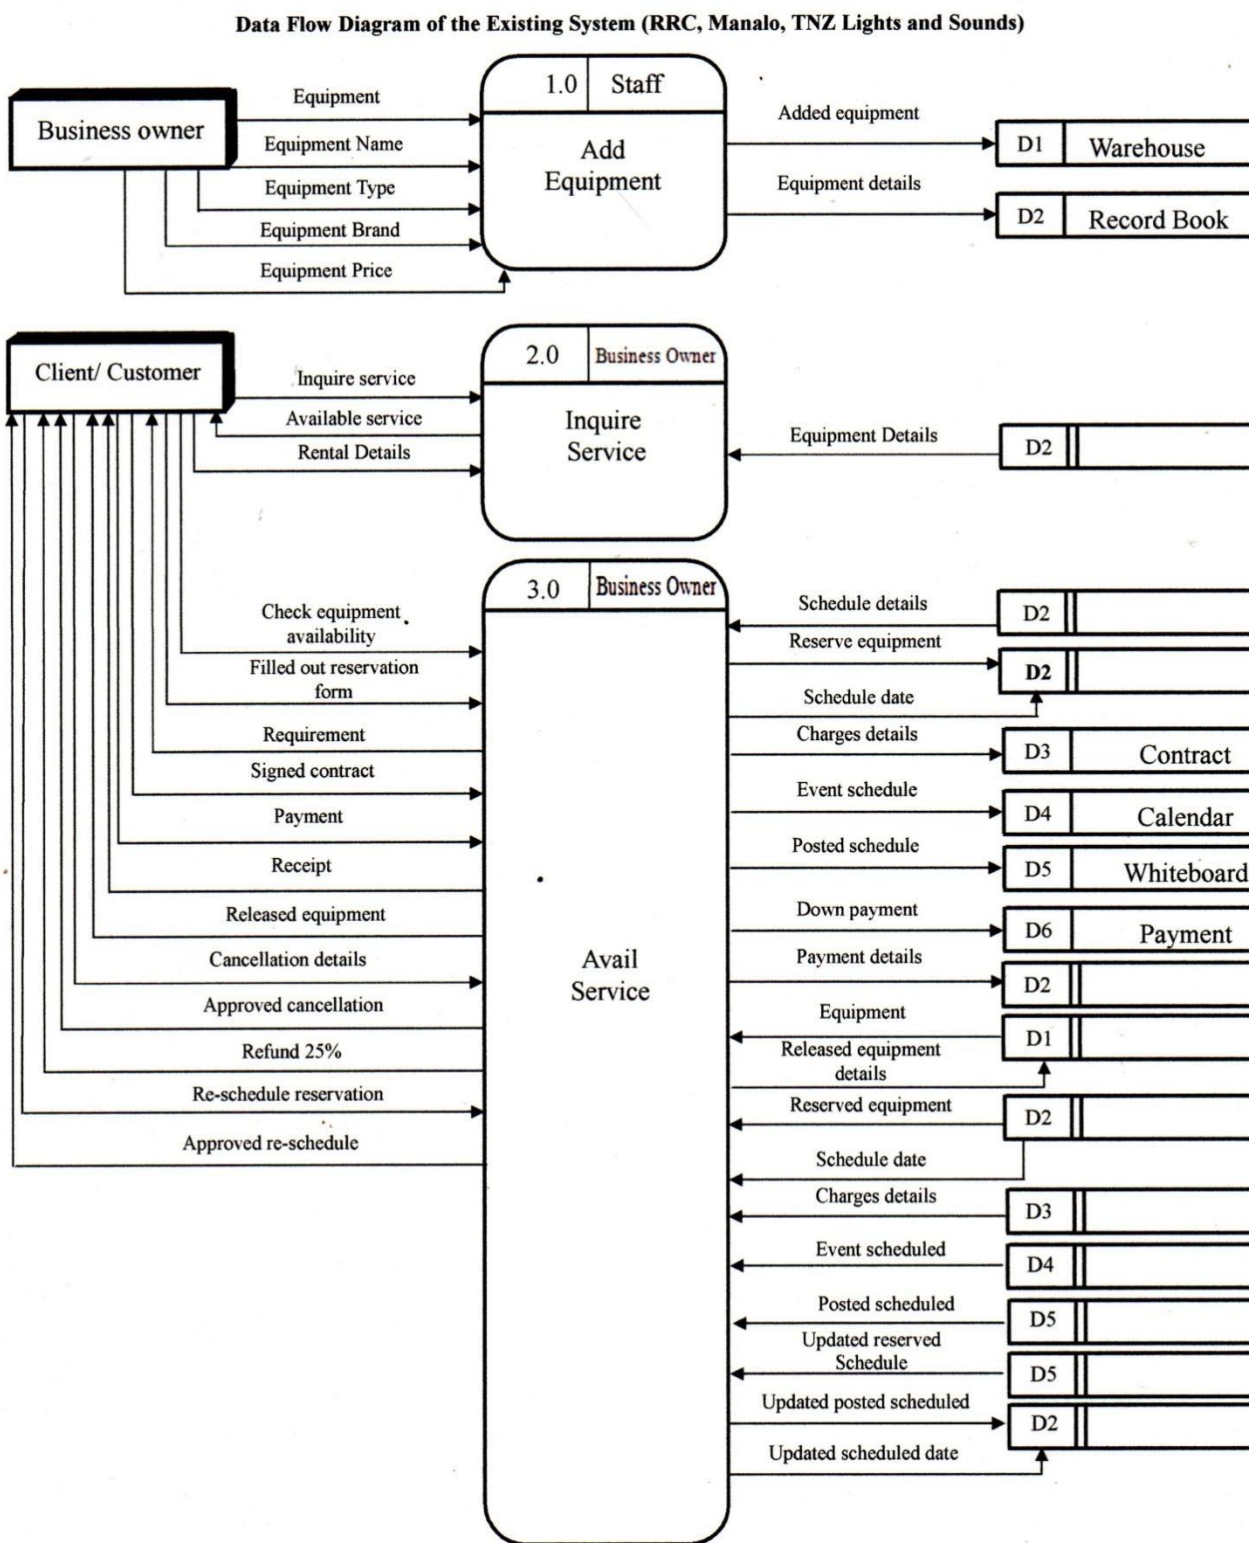 Data Flow Diagram of the Existing System (RRC, Manalo, TNZ Lights and Sounds)
Business owner
Equipment
Equipment Name
Equipment Type
Equipment Brand
Equipment Price
1.0
Staff
Add
Equipment
Added equipment
Equipment details
D1
Warehouse
D2
Record Book
Client/ Customer
Inquire service
Available service
Rental Details
2.0
Business Owner
Inquire
Service
Equipment Details
D2
Check equipment
availability
Filled out reservation
form
Requirement
Signed contract
Payment
Receipt
Released equipment
Cancellation details
Approved cancellation
Refund 25%
Re-schedule reservation
Approved re-schedule
3.0
Business Owner
Avail
Service
Schedule details
D2
Reserve equipment
D2
Schedule date
Charges details
D3
Contract
Event schedule
D4
Calendar
Posted schedule
D5
Whiteboard
Down payment
D6
Payment
Payment details
D2
Equipment
D1
Released equipment
details
Reserved equipment
D2
Schedule date
Charges details
D3
Event scheduled
D4
Posted scheduled
D5
Updated reserved
Schedule
D5
Updated posted scheduled
D2
Updated scheduled date